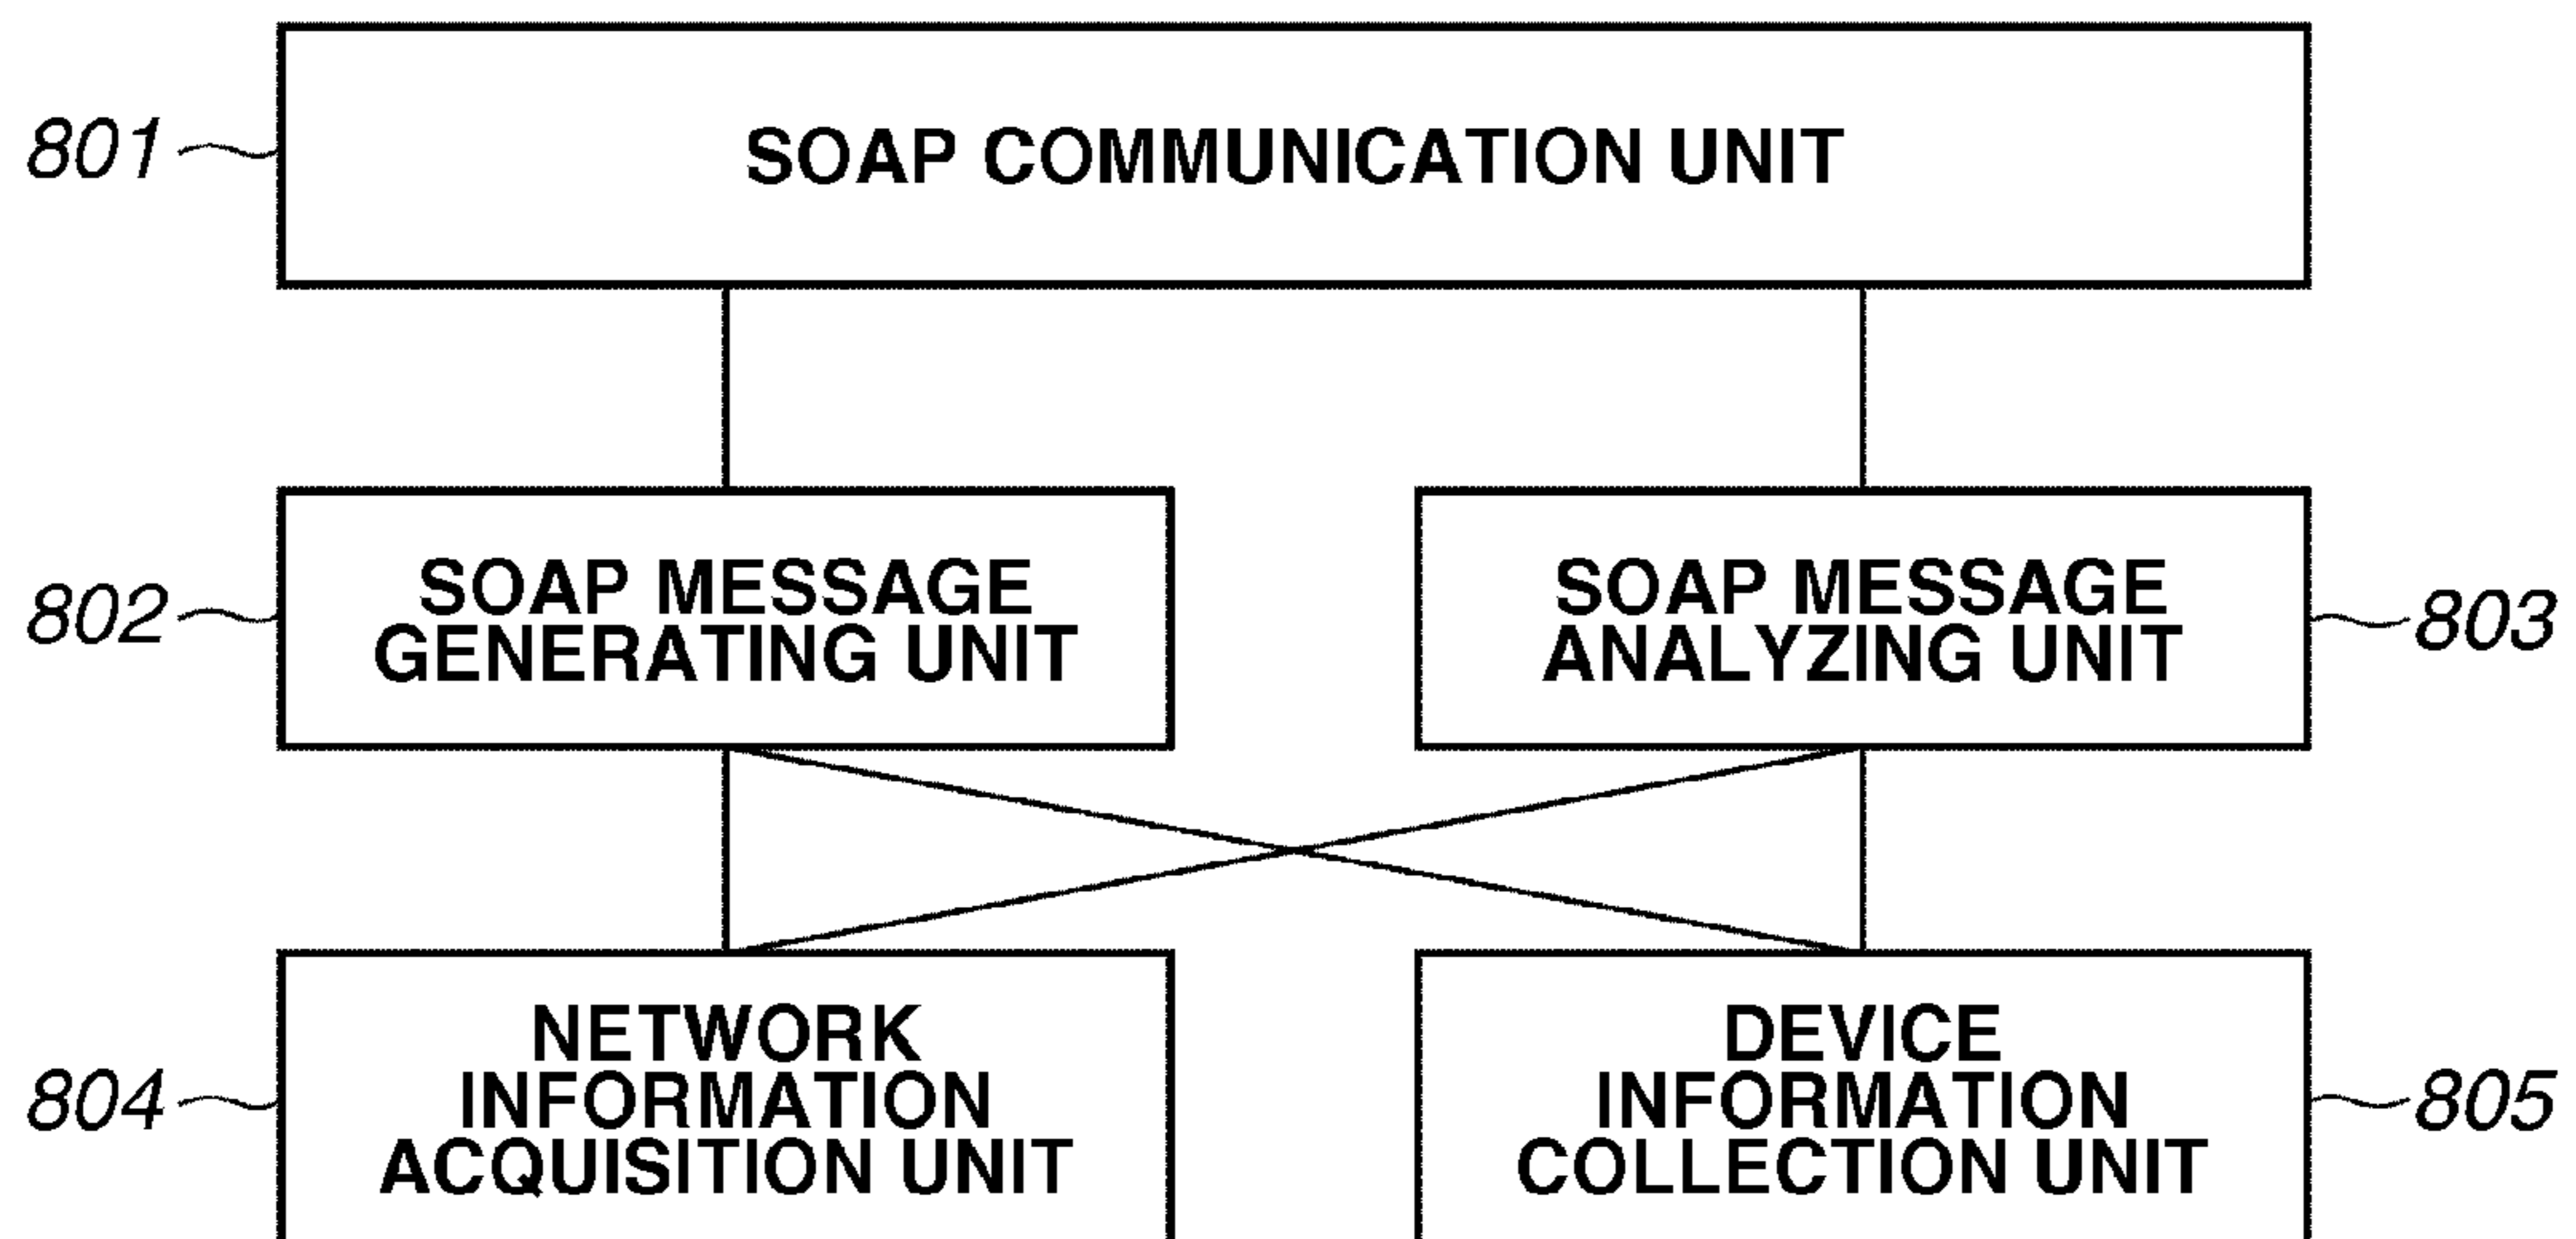 801
SOAP COMMUNICATION UNIT
802
SOAP MESSAGE
GENERATING UNIT
SOAP MESSAGE
ANALYZING UNIT
803
804
NETWORK
INFORMATION
ACQUISITION UNIT
DEVICE
INFORMATION
COLLECTION UNIT
805